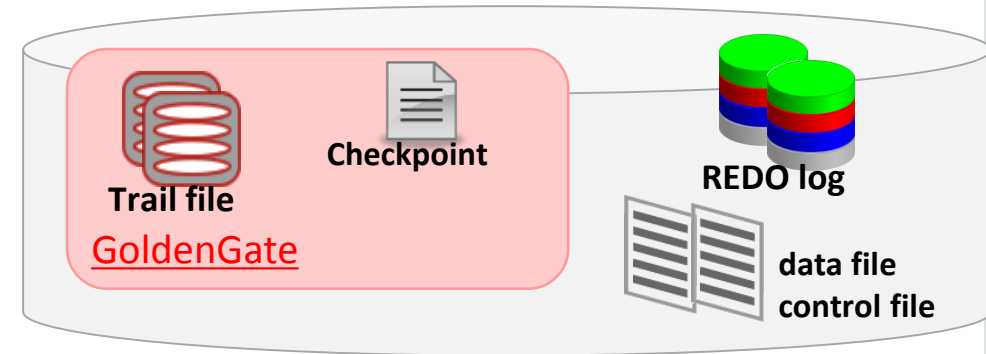 Trail file
Checkpoint
GoldenGate
REDO log
data file
control file